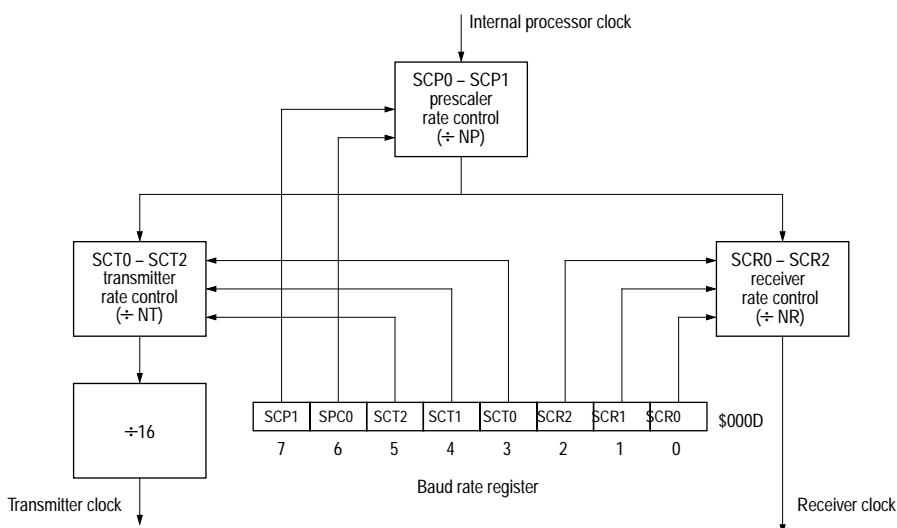 Internal processor clock
SCP0 – SCP1
prescaler
rate control
(÷ NP)
SCT0 – SCT2
transmitter
rate control
(÷ NT)
SCR0 – SCR2
receiver
rate control
(÷ NR)
÷16
SCP1 SPC0 SCT2 SCT1 SCT0 SCR2 SCR1 SCR0 $000D
7 6 5 4 3 2 1 0
Baud rate register
Transmitter clock
Receiver clock